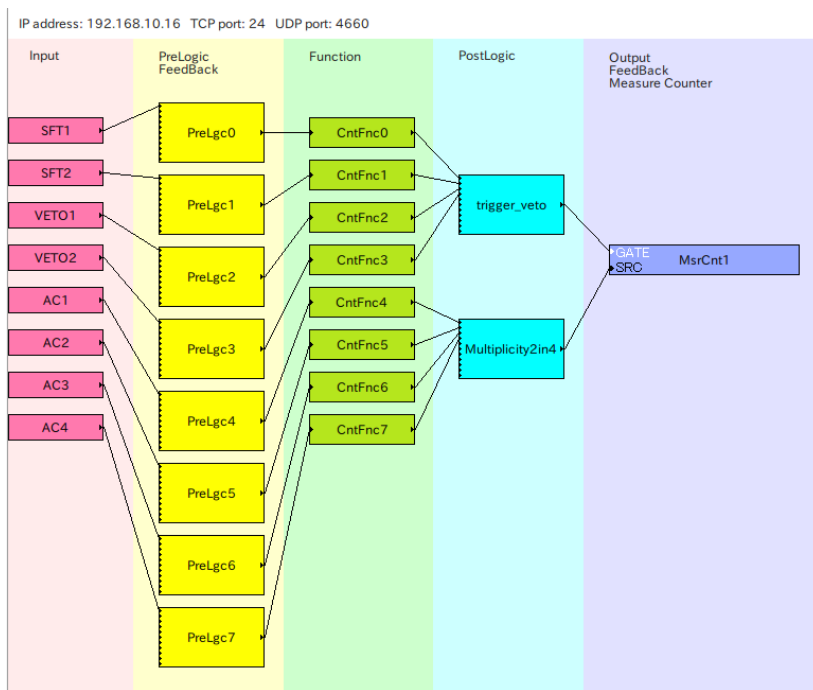 IP address: 192.168.10.16   TCP port: 24   UDP port: 4660
Input
PreLogic
FeedBack
Function
PostLogic
Output
FeedBack
Measure Counter
SFT1
SFT2
VETO1
VETO2
AC1
AC2
AC3
AC4
PreLgc0
PreLgc1
PreLgc2
PreLgc3
PreLgc4
PreLgc5
PreLgc6
PreLgc7
CntFnc0
CntFnc1
CntFnc2
CntFnc3
CntFnc4
CntFnc5
CntFnc6
CntFnc7
trigger_veto
Multiplicity2in4
GATE
SRC
MsrCnt1